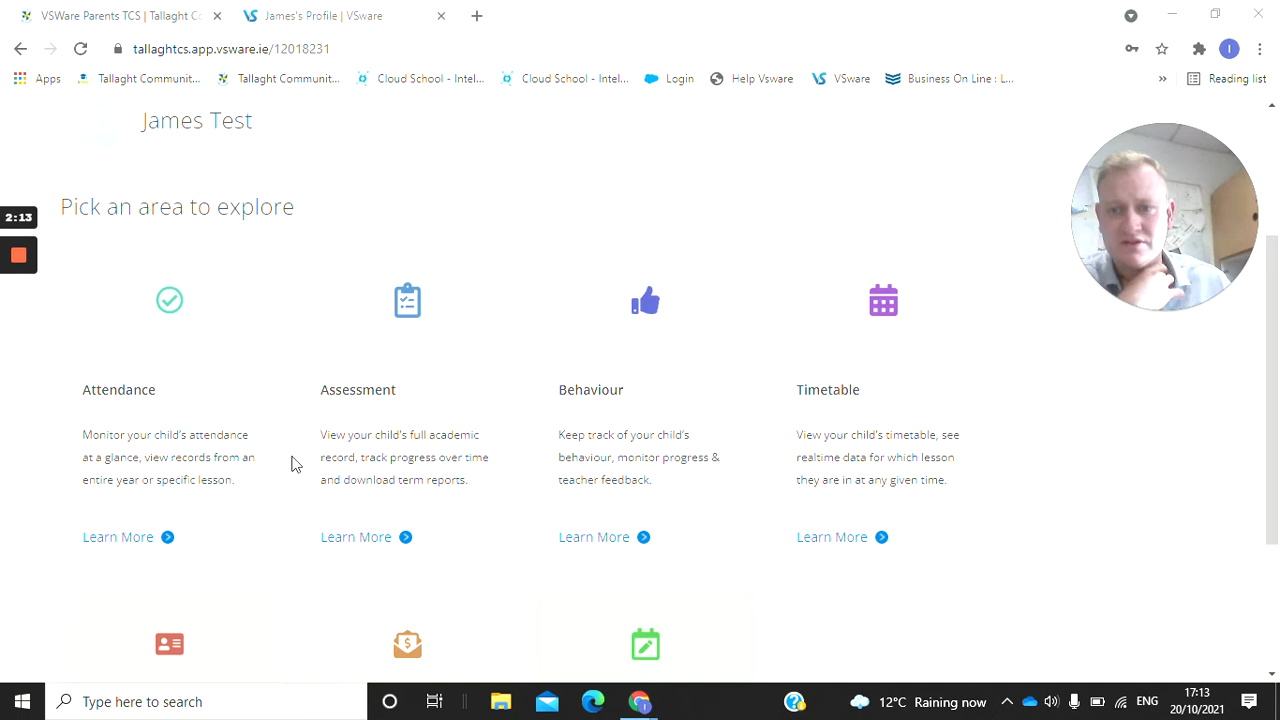 VSWare Parents TCS | Tallaght Co
James's Profile | VSware
tallaghtcs.app.vsware.ie/12018231
Apps
Tallaght Communit...
Tallaght Communit...
Cloud School - Intel...
Cloud School - Intel...
Login
Help Vsware
VSware
Business On Line : L...
»
Reading list
I
James Test
Pick an area to explore
2:13
Attendance
Monitor your child's attendance
at a glance, view records from an
entire year or specific lesson.
Learn More
Assessment
View your child's full academic
record, track progress over time
and download term reports.
Learn More
Behaviour
Keep track of your child's
behaviour, monitor progress &
teacher feedback.
Learn More
Timetable
View your child's timetable, see
realtime data for which lesson
they are in at any given time.
Learn More
Type here to search
12°C Raining now
ENG
17:13
20/10/2021